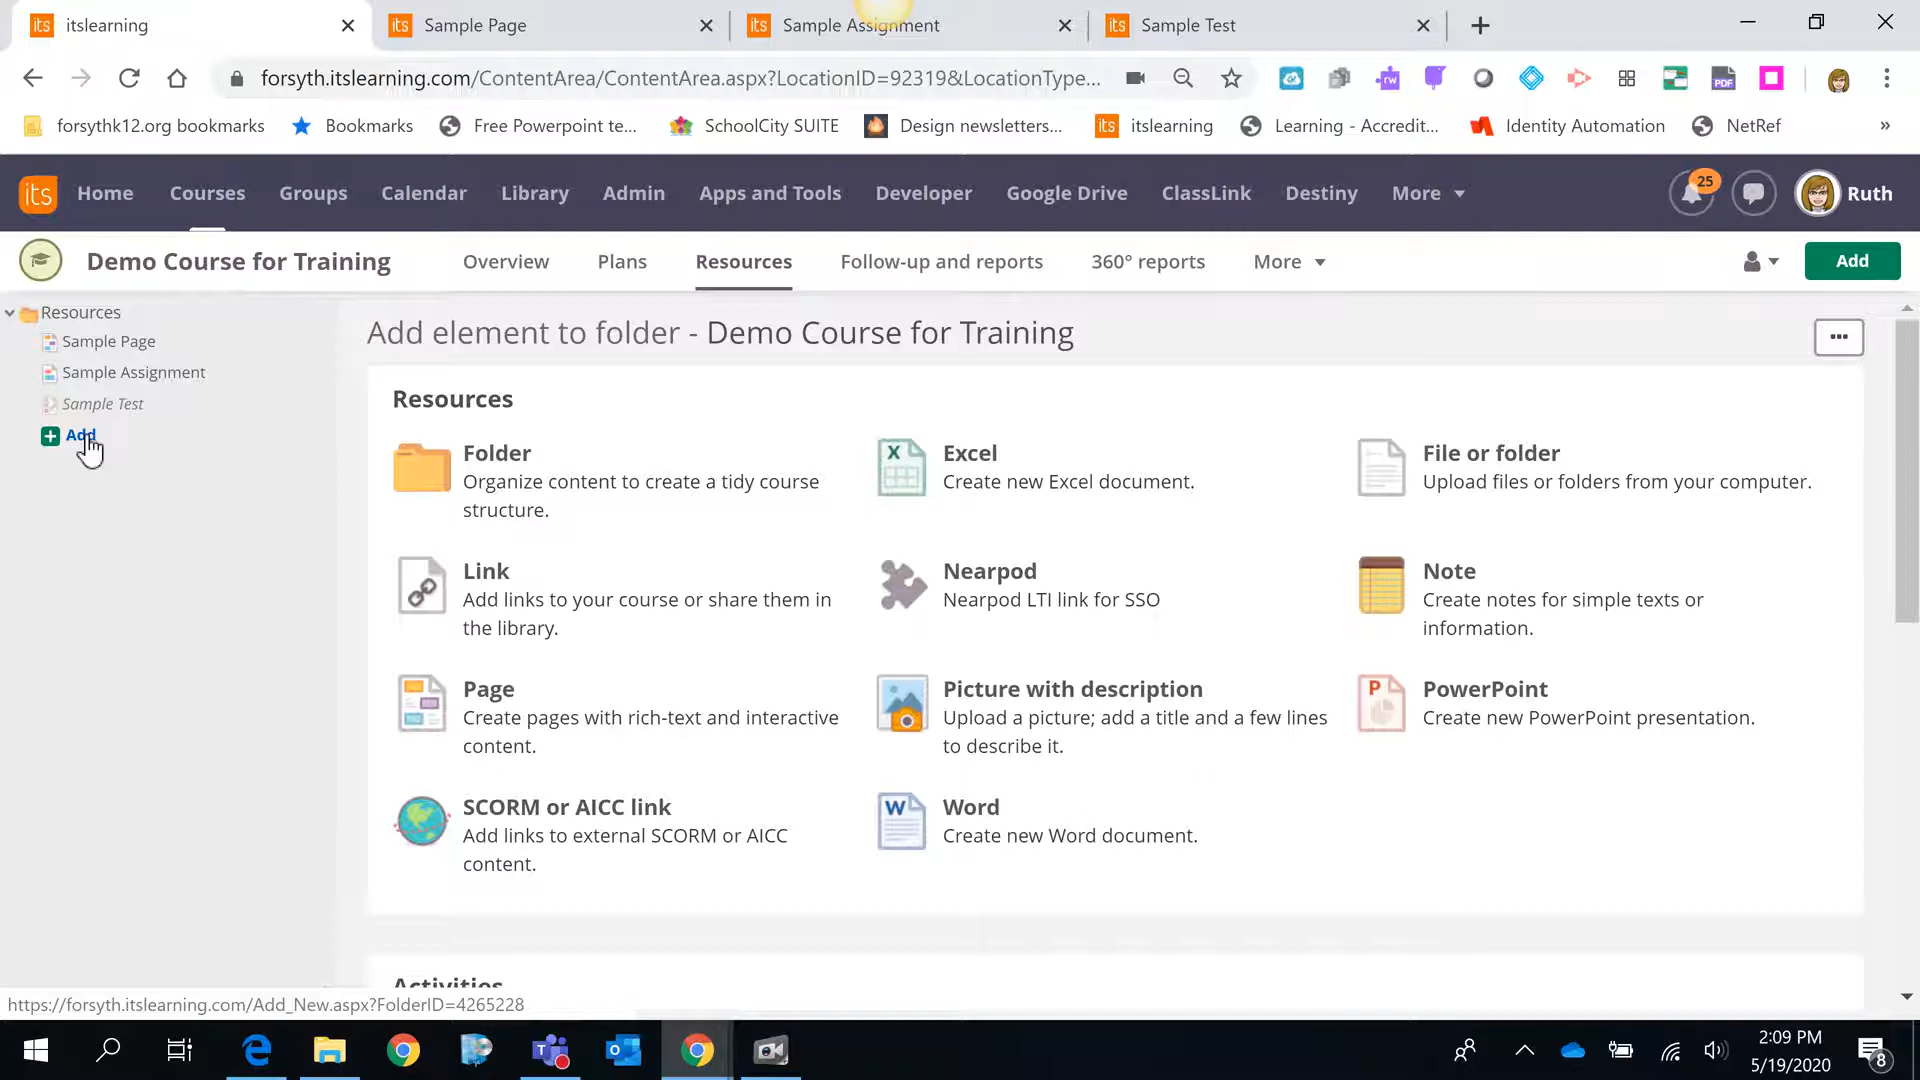 its itslearning
its Sample Page
its Sample Assignment
its Sample Test
forsyth.itslearning.com/ContentArea/ContentArea.aspx?LocationID=92319&LocationType...
rw
PDF
forsythk12.org bookmarks
Bookmarks
Free Powerpoint te...
SchoolCity SUITE
Design newsletters...
its itslearning
Learning - Accredit...
Identity Automation
NetRef
»
its Home Courses Groups Calendar Library Admin Apps and Tools Developer Google Drive ClassLink Destiny More 25 Ruth
Demo Course for Training Overview Plans Resources Follow-up and reports 360° reports More Add
Resources
Sample Page
Sample Assignment
Sample Test
Add
Add element to folder - Demo Course for Training
Resources
Folder
Organize content to create a tidy course
structure.
Excel
Create new Excel document.
File or folder
Upload files or folders from your computer.
Link
Add links to your course or share them in
the library.
Nearpod
Nearpod LTI link for SSO
Note
Create notes for simple texts or
information.
Page
Create pages with rich-text and interactive
content.
Picture with description
Upload a picture; add a title and a few lines
to describe it.
PowerPoint
Create new PowerPoint presentation.
SCORM or AICC link
Add links to external SCORM or AICC
content.
Word
Create new Word document.
Activities
https://forsyth.itslearning.com/Add_New.aspx?FolderID=4265228
2:09 PM
5/19/2020
8